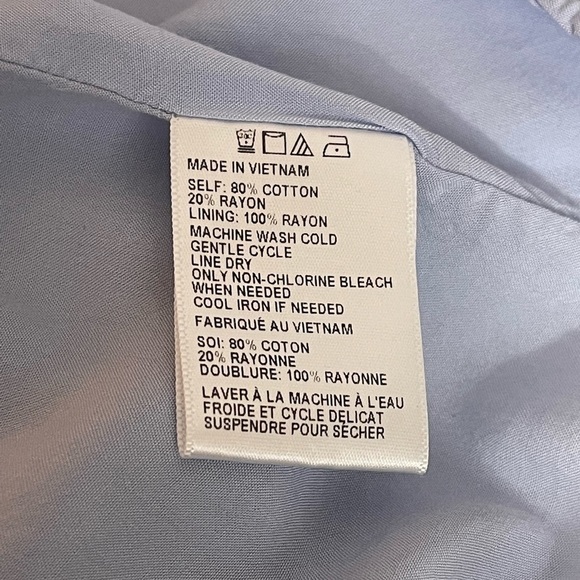 MADE IN VIETNAM
SELF: 80% COTTON
20% RAYON
LINING: 100% RAYON
MACHINE WASH COLD
GENTLE CYCLE
LINE DRY
ONLY NON-CHLORINE BLEACH
WHEN NEEDED
COOL IRON IF NEEDED
FABRIQUÉ AU VIETNAM
SOI: 80% COTON
20% RAYONNE
DOUBLURE: 100% RAYONNE
LAVER À LA MACHINE À L'EAU
FROIDE ET CYCLE DÉLICAT
SUSPENDRE POUR SÉCHER